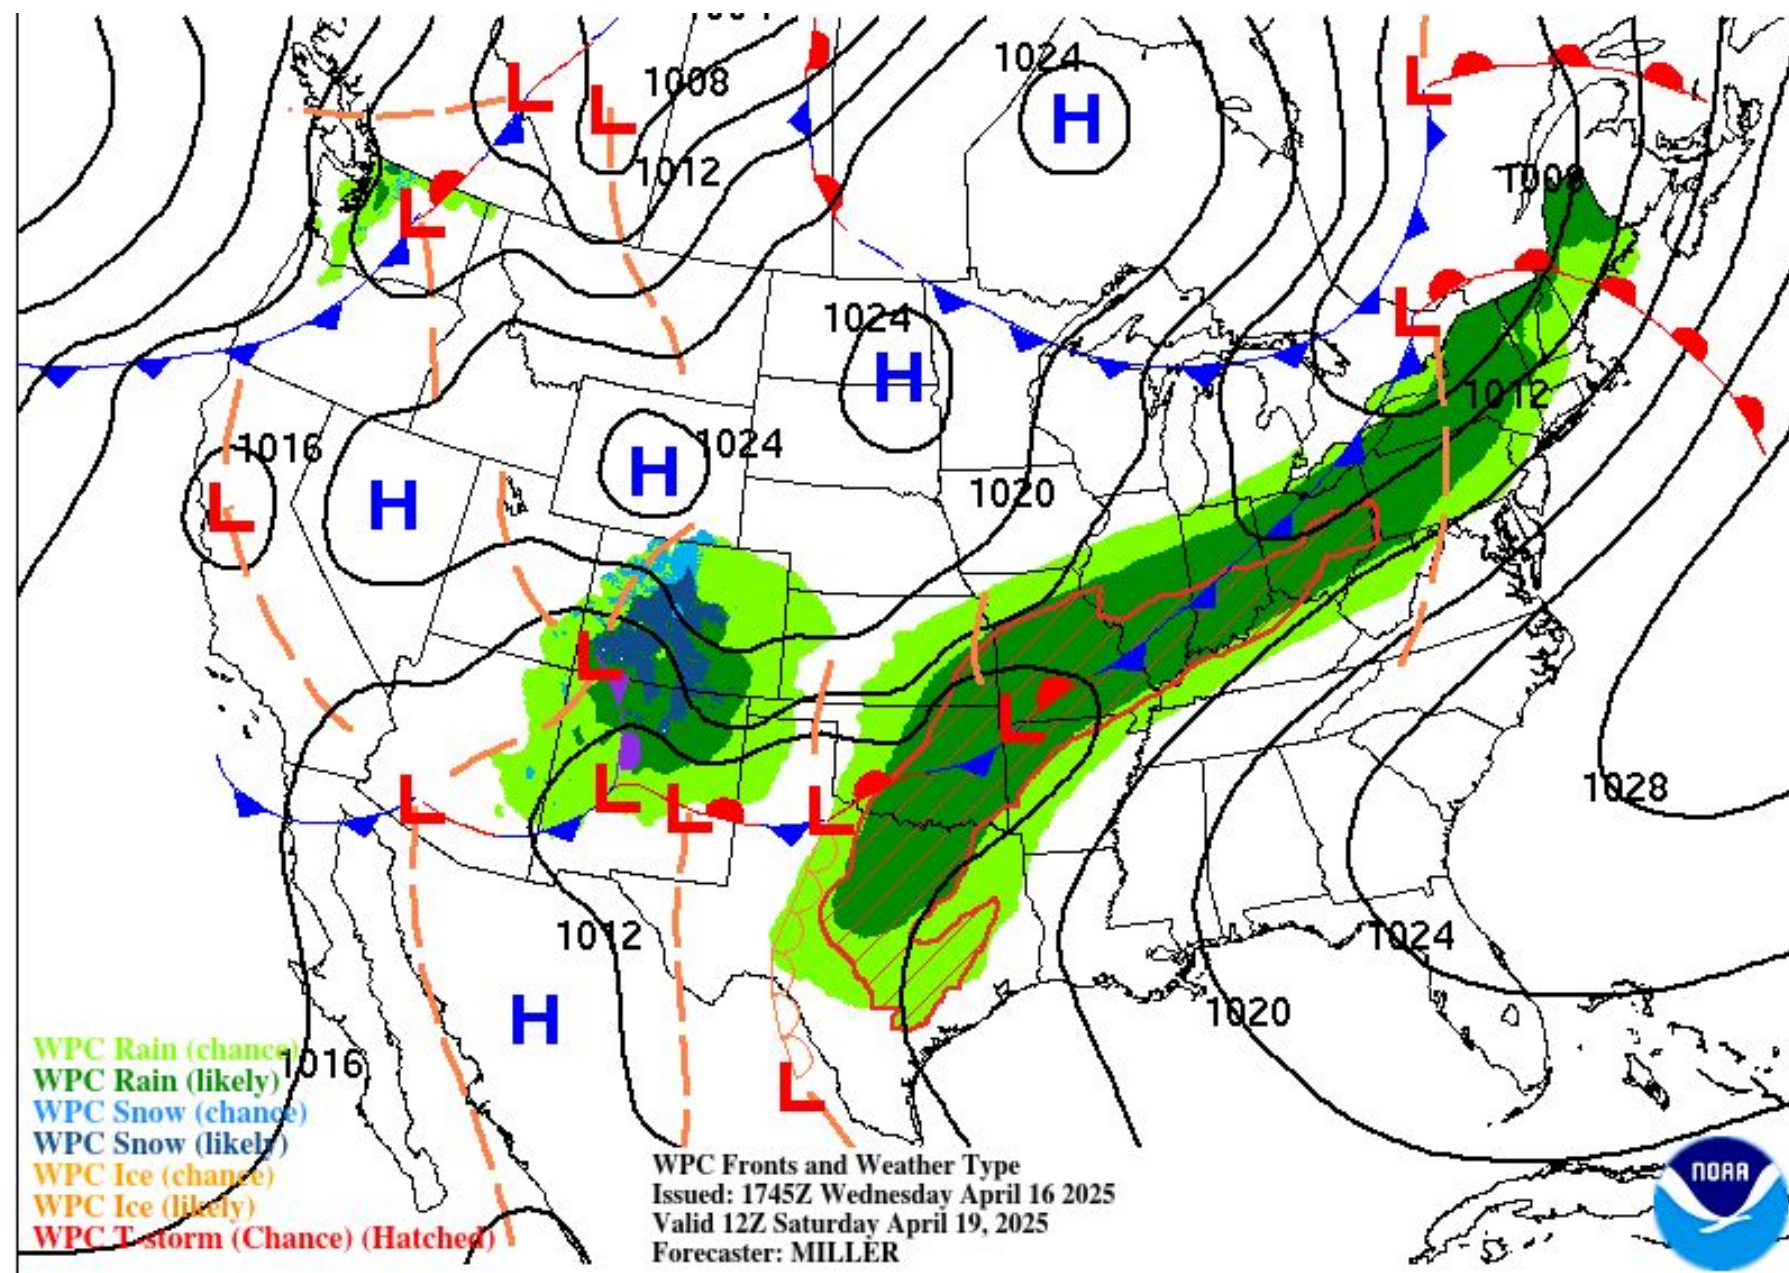 1024
1008
1012
1008
1024
1012
1016
1024
1020
1028
1012
1024
1020
1016
H
H
H
H
H
L
L
L
L
L
L
L
L
L
L
L
L
L
L
WPC Rain (chance)
WPC Rain (likely)
WPC Snow (chance)
WPC Snow (likely)
WPC Ice (chance)
WPC Ice (likely)
WPC T-storm (Chance) (Hatched)
WPC Fronts and Weather Type
Issued: 1745Z Wednesday April 16 2025
Valid 12Z Saturday April 19, 2025
Forecaster: MILLER
NOAA